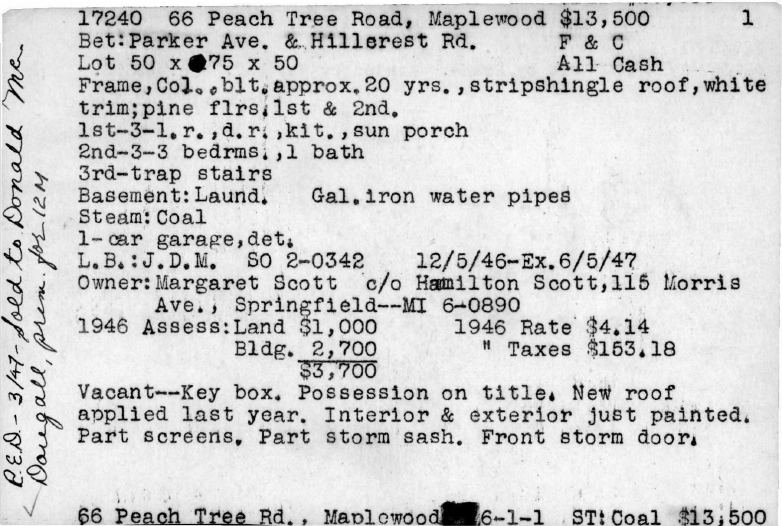 17240  66 Peach Tree Road, Maplewood $13,500  1
Bet:Parker Ave. & Hillcrest Rd.  F & C
Lot 50 x 75 x 50  All Cash
Frame,Col.,blt.approx.20 yrs.,stripshingle roof,white
trim;pine flrs.1st & 2nd.
1st-3-l.r.,d.r.,kit.,sun porch
2nd-3-3 bedrms.,1 bath
3rd-trap stairs
Basement:Laund.  Gal.iron water pipes
Steam:Coal
1-car garage,det.
L.B.:J.D.M.  SO 2-0342  12/5/46-Ex.6/5/47
Owner:Margaret Scott  c/o Hamilton Scott,115 Morris
Ave., Springfield--MI 6-0890
1946 Assess:Land $1,000  1946 Rate $4.14
Bldg. 2,700  " Taxes $153.18
$3,700
Vacant--Key box. Possession on title. New roof
applied last year. Interior & exterior just painted.
Part screens. Part storm sash. Front storm door.
66 Peach Tree Rd., Maplewood 6-1-1  ST:Coal $13,500
P.E.D. - 3/47 - Sold to Donald Mc
Dougall, prem. for 12M